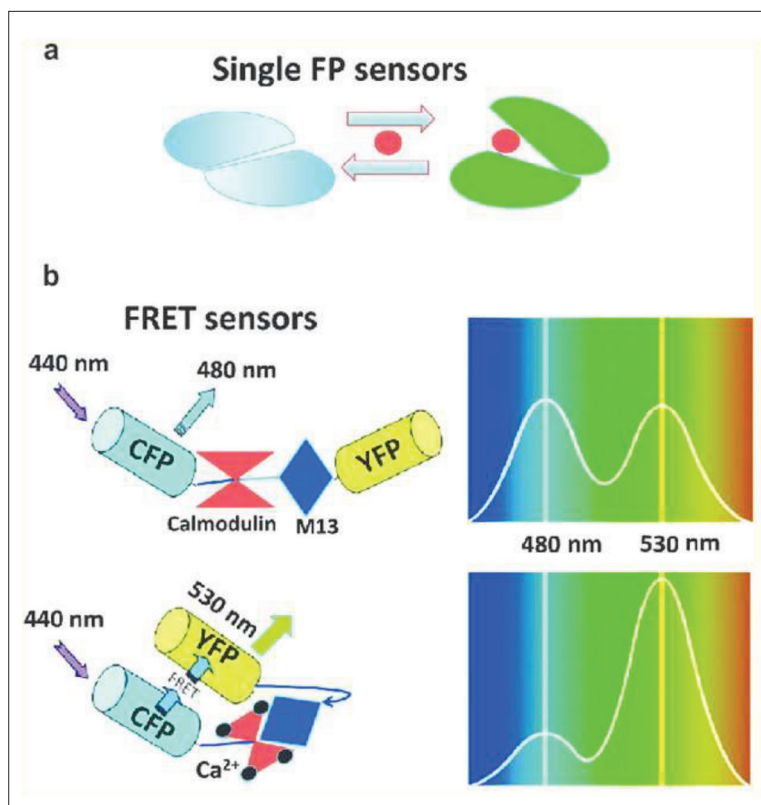 a
Single FP sensors
b
FRET sensors
440 nm
480 nm
CFP
YFP
Calmodulin
M13
480 nm 530 nm
440 nm
530 nm
YFP
FRET
CFP
Ca²⁺